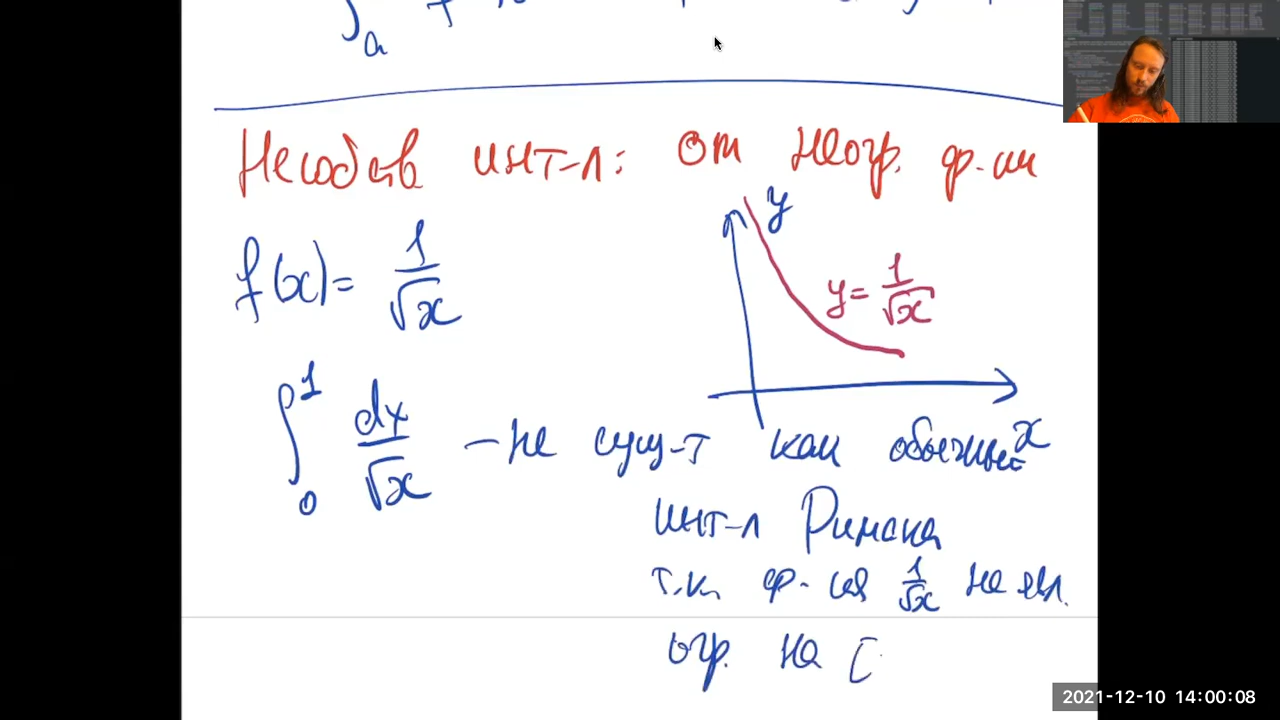 a
Несобств инт-л: от неогр. ф-ии
f(x) = 1/√x
y
y = 1/√x
x
∫₀¹ dx/√x – не сущ-т как обычный
инт-л Римана
т.к. ф-ия 1/√x не явл.
огр. на [
2021-12-10 14:00:08